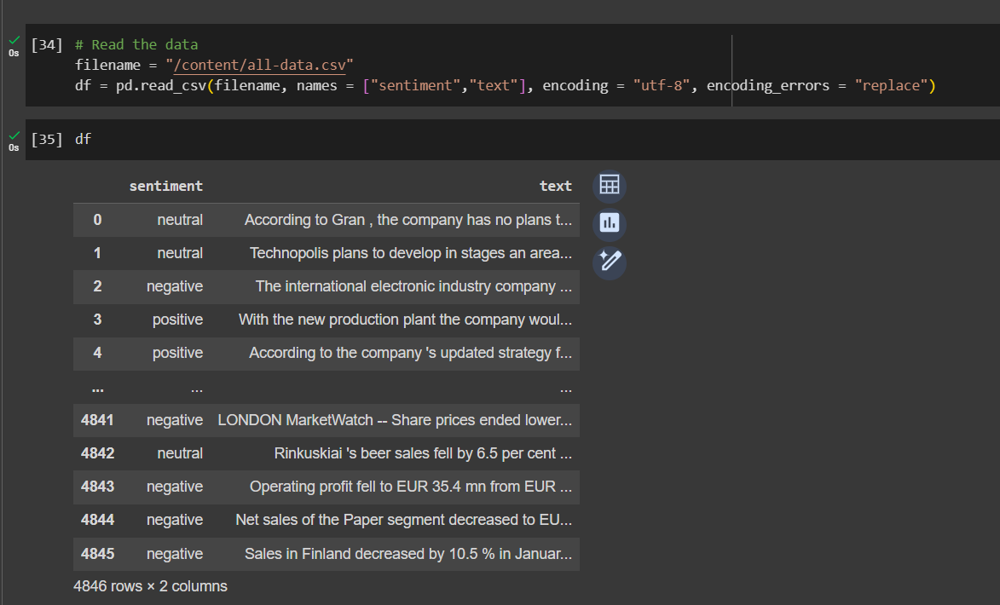 [34] # Read the data
0s
filename = "/content/all-data.csv"
df = pd.read_csv(filename, names = ["sentiment","text"], encoding = "utf-8", encoding_errors = "replace")
[35] df
0s
sentiment text
0 neutral According to Gran , the company has no plans t...
1 neutral Technopolis plans to develop in stages an area...
2 negative The international electronic industry company ...
3 positive With the new production plant the company woul...
4 positive According to the company 's updated strategy f...
... ... ...
4841 negative LONDON MarketWatch -- Share prices ended lower...
4842 neutral Rinkuskiai 's beer sales fell by 6.5 per cent ...
4843 negative Operating profit fell to EUR 35.4 mn from EUR ...
4844 negative Net sales of the Paper segment decreased to EU...
4845 negative Sales in Finland decreased by 10.5 % in Januar...
4846 rows × 2 columns